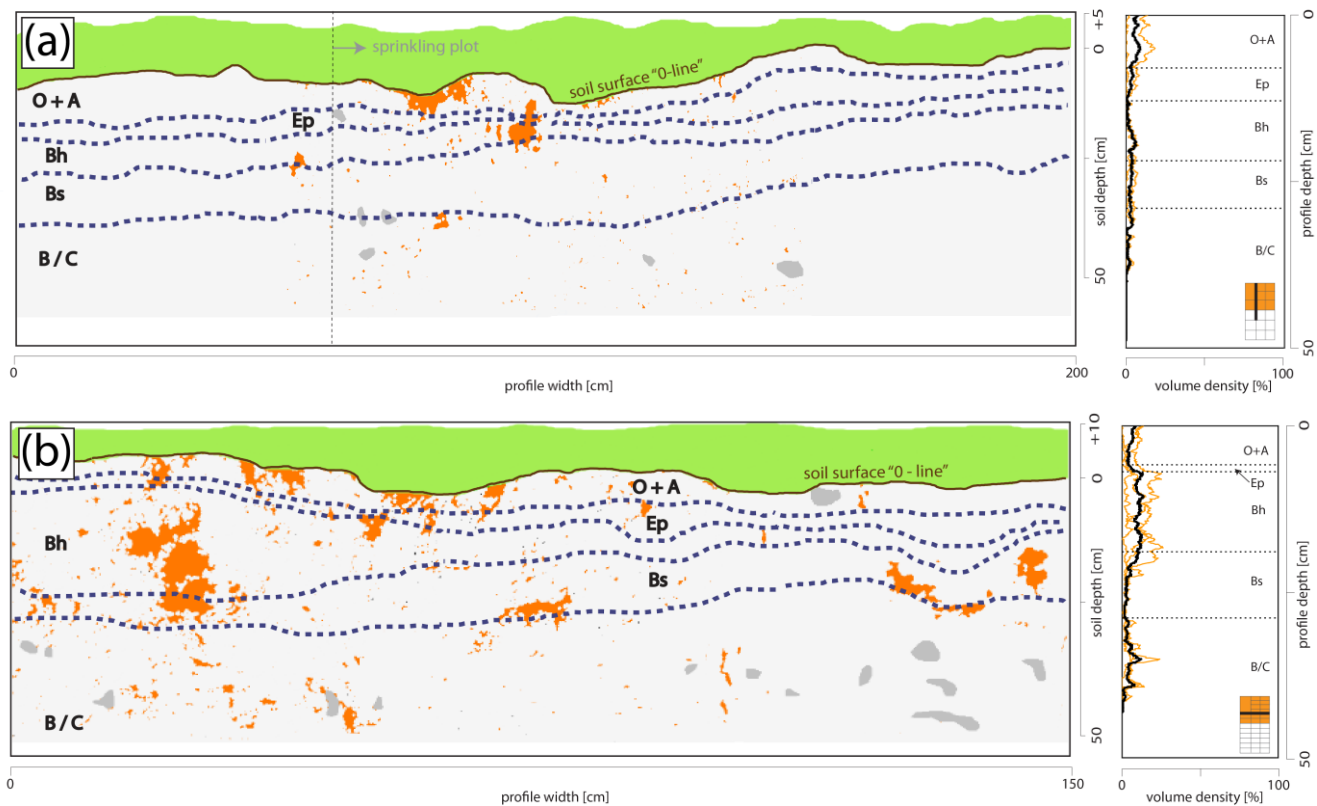 (a)
sprinkling plot
soil surface "0-line"
O + A
Ep
Bh
Bs
B / C
+5
0
soil depth [cm]
50
0
profile width [cm]
200
O+A
Ep
Bh
Bs
B/C
0
profile depth [cm]
50
0
100
volume density [%]
(b)
soil surface "0 - line"
O + A
Ep
Bh
Bs
B / C
+10
0
soil depth [cm]
50
0
profile width [cm]
150
O+A
Ep
Bh
Bs
B/C
0
profile depth [cm]
50
0
100
volume density [%]